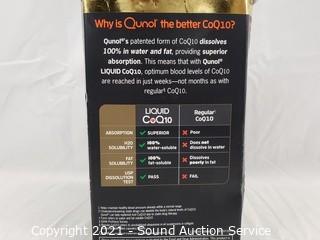 Why is Qunol the better CoQ10?
Qunol®'s patented form of CoQ10 dissolves
100% in water and fat, providing superior
absorption. This means that with Qunol®
LIQUID CoQ10, optimum blood levels of CoQ10
are reached in just weeks—not months as with
regular† CoQ10.
LIQUID CoQ10
Regular† CoQ10
ABSORPTION ✓ SUPERIOR ✗ Poor
H2O SOLUBILITY ✓ 100% water-soluble ✗ Does not dissolve in water
FAT SOLUBILITY ✓ 100% fat-soluble ✗ Dissolves poorly in fat
USP DISSOLUTION TEST ✓ PASS ✗ FAIL
Copyright 2021 - Sound Auction Service